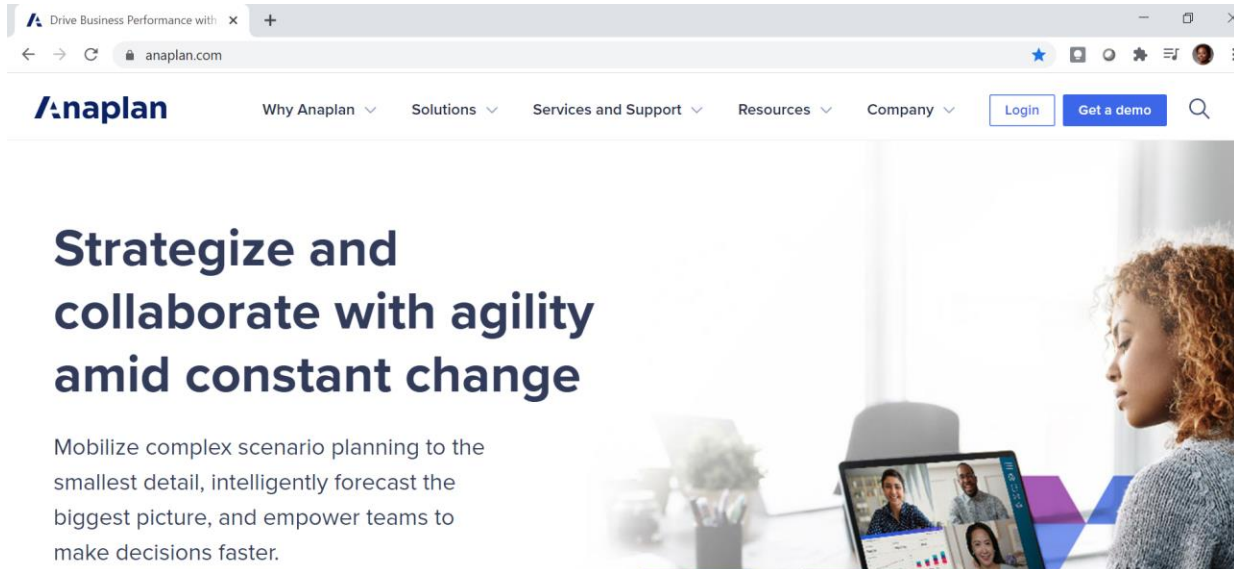 Drive Business Performance with
anaplan.com
Anaplan
Why Anaplan
Solutions
Services and Support
Resources
Company
Login
Get a demo
Strategize and
collaborate with agility
amid constant change
Mobilize complex scenario planning to the
smallest detail, intelligently forecast the
biggest picture, and empower teams to
make decisions faster.